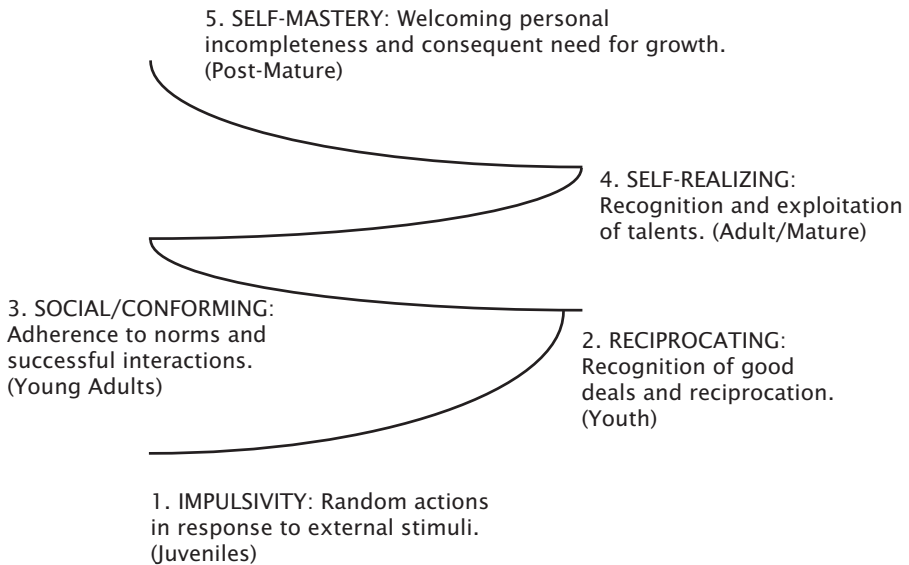 5. SELF-MASTERY: Welcoming personal
incompleteness and consequent need for growth.
(Post-Mature)
4. SELF-REALIZING:
Recognition and exploitation
of talents. (Adult/Mature)
3. SOCIAL/CONFORMING:
Adherence to norms and
successful interactions.
(Young Adults)
2. RECIPROCATING:
Recognition of good
deals and reciprocation.
(Youth)
1. IMPULSIVITY: Random actions
in response to external stimuli.
(Juveniles)